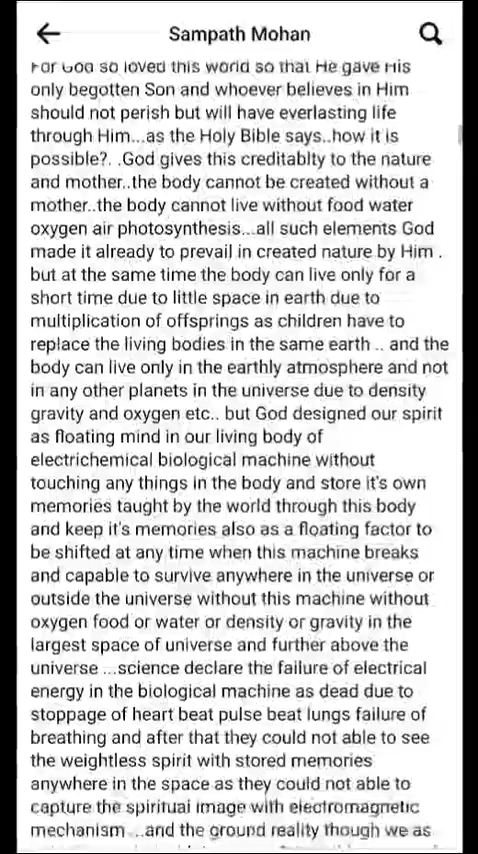 Sampath Mohan
For God so loved this world so that He gave His
only begotten Son and whoever believes in Him
should not perish but will have everlasting life
through Him...as the Holy Bible says..how it is
possible?. .God gives this creditablty to the nature
and mother..the body cannot be created without a
mother..the body cannot live without food water
oxygen air photosynthesis...all such elements God
made it already to prevail in created nature by Him .
but at the same time the body can live only for a
short time due to little space in earth due to
multiplication of offsprings as children have to
replace the living bodies in the same earth .. and the
body can live only in the earthly atmosphere and not
in any other planets in the universe due to density
gravity and oxygen etc.. but God designed our spirit
as floating mind in our living body of
electrichemical biological machine without
touching any things in the body and store it's own
memories taught by the world through this body
and keep it's memories also as a floating factor to
be shifted at any time when this machine breaks
and capable to survive anywhere in the universe or
outside the universe without this machine without
oxygen food or water or density or gravity in the
largest space of universe and further above the
universe ...science declare the failure of electrical
energy in the biological machine as dead due to
stoppage of heart beat pulse beat lungs failure of
breathing and after that they could not able to see
the weightless spirit with stored memories
anywhere in the space as they could not able to
capture the spiritual image with electromagnetic
mechanism ...and the ground reality though we as